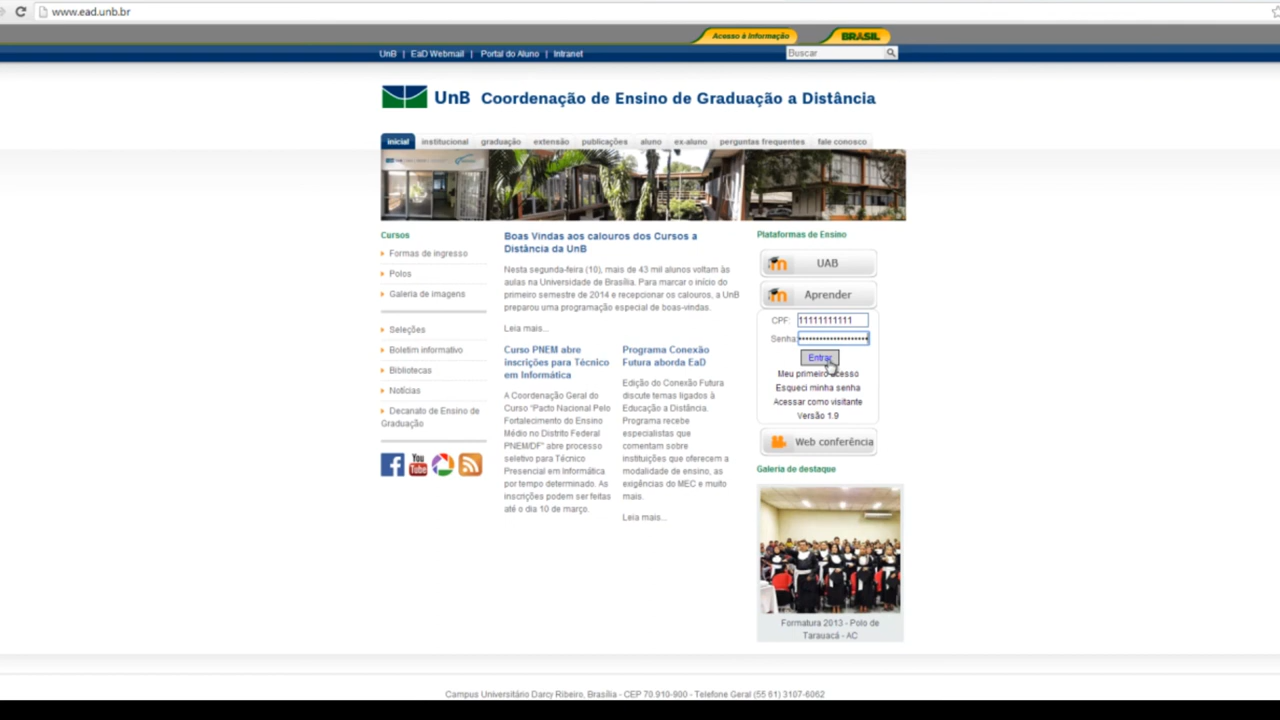 www.ead.unb.br
Acesso à Informação
BRASIL
UnB | EaD Webmail | Portal do Aluno | Intranet
Buscar
UnB Coordenação de Ensino de Graduação a Distância
inicial institucional graduação extensão publicações aluno ex-aluno perguntas frequentes fale conosco
Cursos
Formas de ingresso
Polos
Galeria de imagens
Seleções
Boletim informativo
Bibliotecas
Notícias
Decanato de Ensino de
Graduação
You
Tube
Boas Vindas aos calouros dos Cursos a
Distância da UnB
Nesta segunda-feira (10), mais de 43 mil alunos voltam às
aulas na Universidade de Brasília. Para marcar o início do
primeiro semestre de 2014 e recepcionar os calouros, a UnB
preparou uma programação especial de boas-vindas.
Leia mais...
Curso PNEM abre
inscrições para Técnico
em Informática
A Coordenação Geral do
Curso "Pacto Nacional Pelo
Fortalecimento do Ensino
Médio no Distrito Federal
PNEM/DF" abre processo
seletivo para Técnico
Presencial em Informática
por tempo determinado. As
inscrições podem ser feitas
até o dia 10 de março.
Programa Conexão
Futura aborda EaD
Edição do Conexão Futura
discute temas ligados à
Educação a Distância.
Programa recebe
especialistas que
comentam sobre
instituições que oferecem a
modalidade de ensino, as
exigências do MEC e muito
mais.
Leia mais...
Plataformas de Ensino
UAB
Aprender
CPF: 11111111111
Senha:
Entrar
Meu primeiro acesso
Esqueci minha senha
Acessar como visitante
Versão 1.9
Web conferência
Galeria de destaque
Formatura 2013 - Polo de
Tarauacá - AC
Campus Universitário Darcy Ribeiro, Brasília - CEP 70.910-900 - Telefone Geral (55 61) 3107-6062